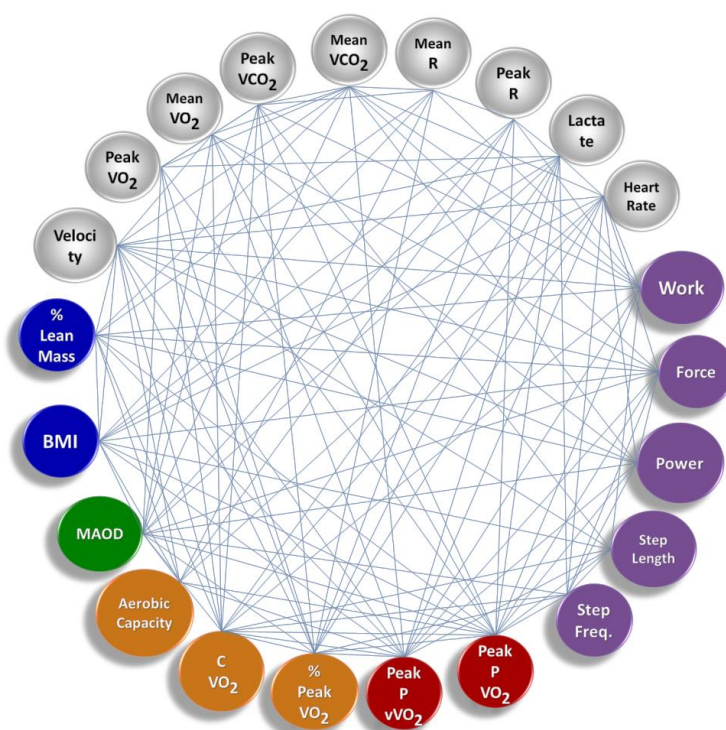 Mean
VCO2
Mean
R
Peak
R
Lacta
te
Heart
Rate
Work
Force
Power
Step
Length
Step
Freq.
Peak
P
VO2
Peak
P
vVO2
%
Peak
VO2
C
VO2
Aerobic
Capacity
MAOD
BMI
%
Lean
Mass
Veloci
ty
Peak
VO2
Mean
VO2
Peak
VCO2